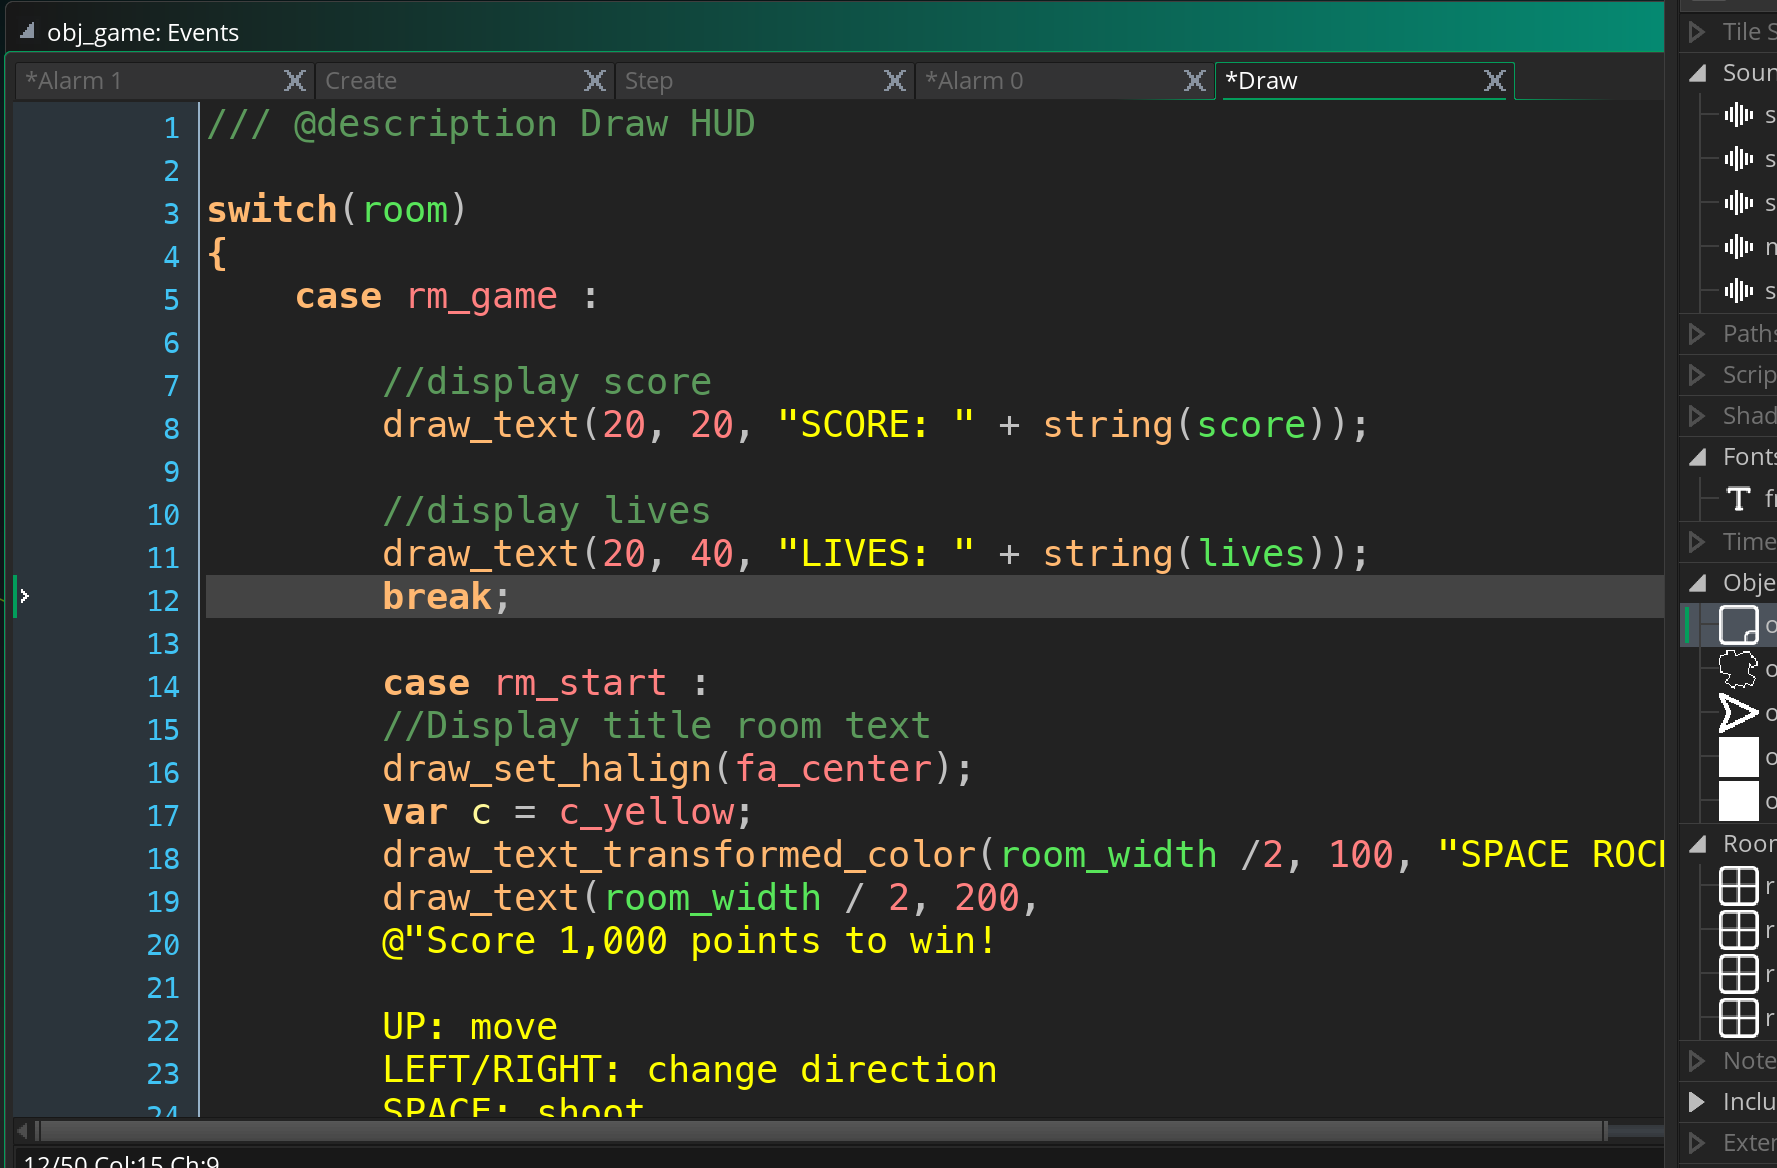 obj_game: Events
*Alarm 1
Create
Step
*Alarm 0
*Draw
1 /// @description Draw HUD
2
3 switch(room)
4 {
5 case rm_game :
6
7 //display score
8 draw_text(20, 20, "SCORE: " + string(score));
9
10 //display lives
11 draw_text(20, 40, "LIVES: " + string(lives));
12 break;
13
14 case rm_start :
15 //Display title room text
16 draw_set_halign(fa_center);
17 var c = c_yellow;
18 draw_text_transformed_color(room_width /2, 100, "SPACE ROC
19 draw_text(room_width / 2, 200,
20 @"Score 1,000 points to win!
21
22 UP: move
23 LEFT/RIGHT: change direction
24 SPACE: shoot
12/50 Col:15 Ch:9
Tile S
Soun
s
s
s
s
Paths
Scrip
Shad
Fonts
Time
Obje
o
o
o
o
o
Roor
r
r
r
r
Note
Inclu
Exter